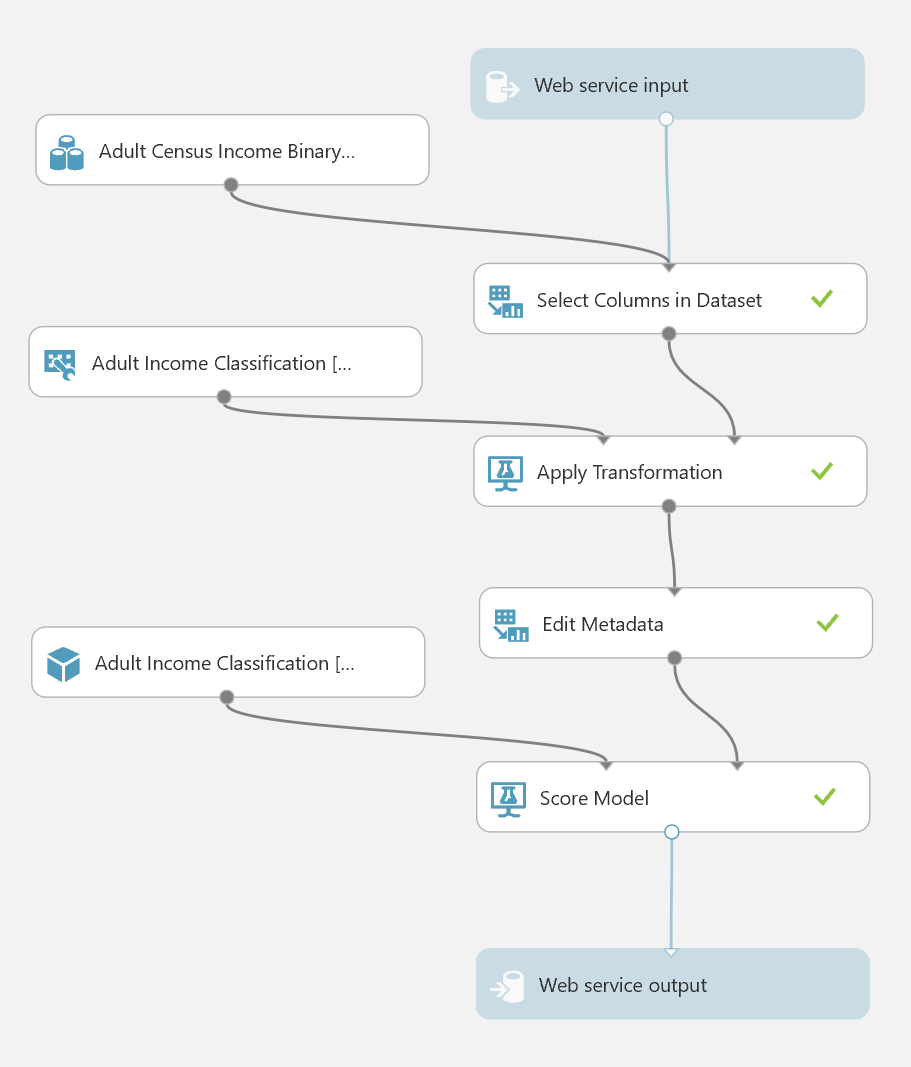 Web service input
Adult Census Income Binary...
Select Columns in Dataset
Adult Income Classification [...
Apply Transformation
Edit Metadata
Adult Income Classification [...
Score Model
Web service output